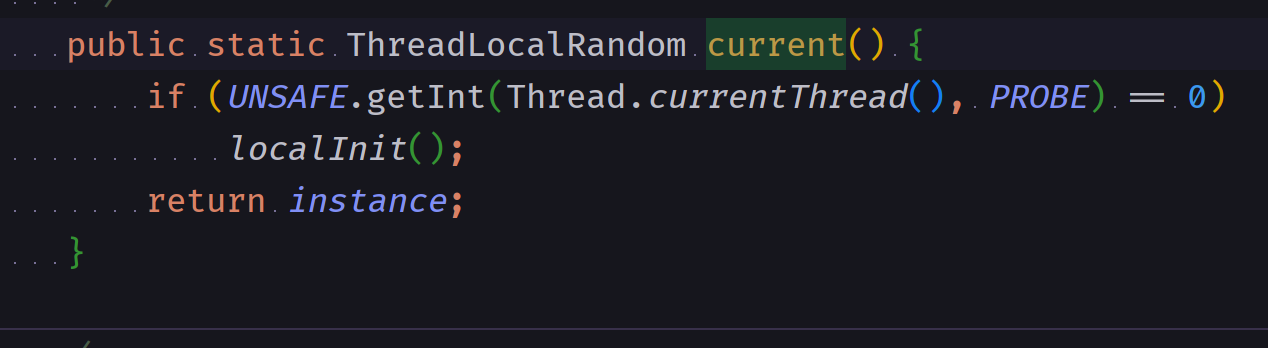 public static ThreadLocalRandom current() {
if (UNSAFE.getInt(Thread.currentThread(), PROBE) == 0)
localInit();
return instance;
}